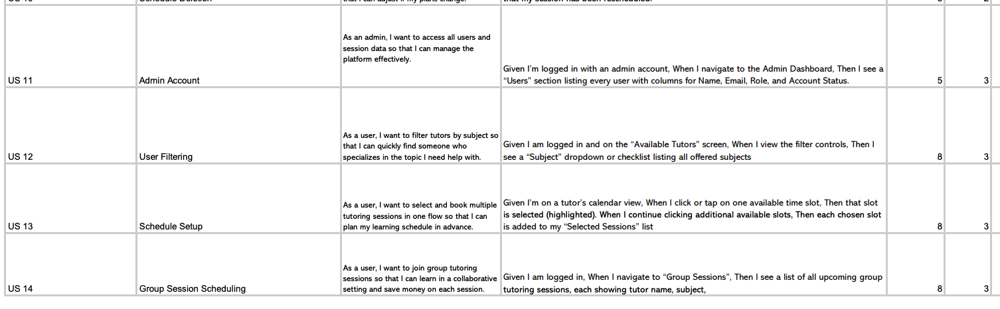 that I can adjust if my plans change.
that my session has been rescheduled.
US 11
Admin Account
As an admin, I want to access all users and
session data so that I can manage the
platform effectively.
Given I'm logged in with an admin account, When I navigate to the Admin Dashboard, Then I see a
“Users” section listing every user with columns for Name, Email, Role, and Account Status.
5
3
US 12
User Filtering
As a user, I want to filter tutors by subject so
that I can quickly find someone who
specializes in the topic I need help with.
Given I am logged in and on the “Available Tutors” screen, When I view the filter controls, Then I
see a “Subject” dropdown or checklist listing all offered subjects
8
3
US 13
Schedule Setup
As a user, I want to select and book multiple
tutoring sessions in one flow so that I can
plan my learning schedule in advance.
Given I'm on a tutor's calendar view, When I click or tap on one available time slot, Then that slot
is selected (highlighted). When I continue clicking additional available slots, Then each chosen slot
is added to my “Selected Sessions” list
8
3
US 14
Group Session Scheduling
As a user, I want to join group tutoring
sessions so that I can learn in a collaborative
setting and save money on each session.
Given I am logged in, When I navigate to “Group Sessions”, Then I see a list of all upcoming group
tutoring sessions, each showing tutor name, subject,
8
3